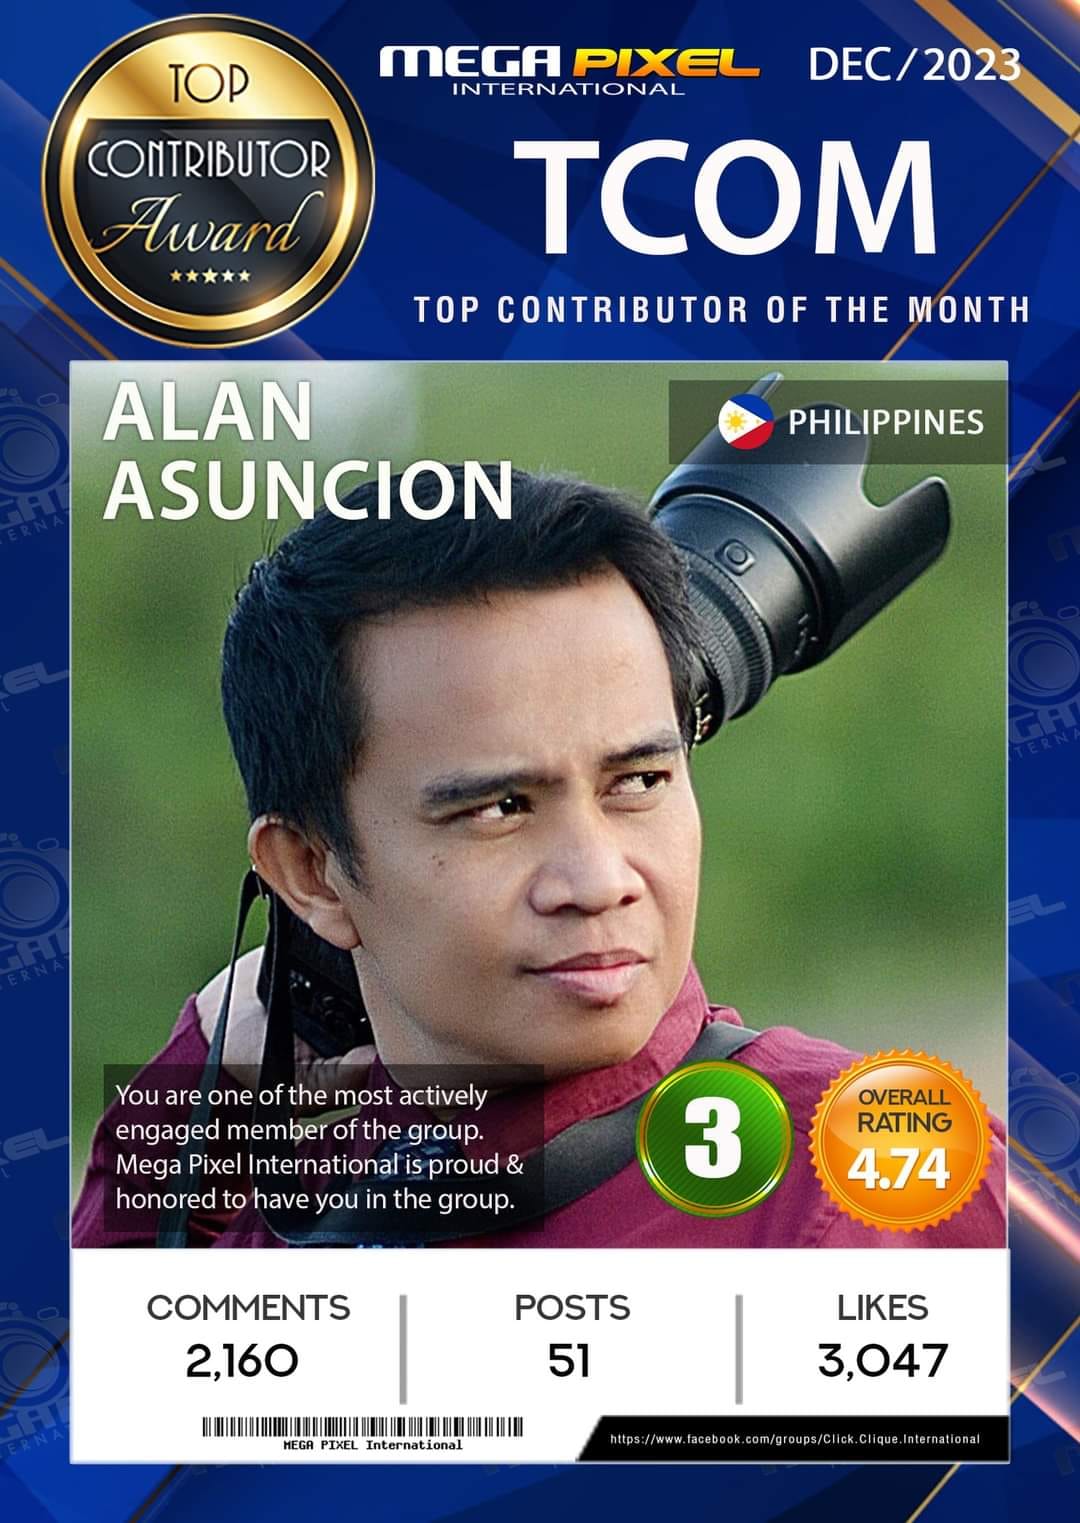 TOP
CONTRIBUTOR
Award
MEGA PIXEL
INTERNATIONAL
DEC/2023
TCOM
TOP CONTRIBUTOR OF THE MONTH
ALAN
ASUNCION
PHILIPPINES
You are one of the most actively
engaged member of the group.
Mega Pixel International is proud &
honored to have you in the group.
3
OVERALL
RATING
4.74
COMMENTS
2,160
POSTS
51
LIKES
3,047
MEGA PIXEL International
https://www.facebook.com/groups/Click.Clique.International